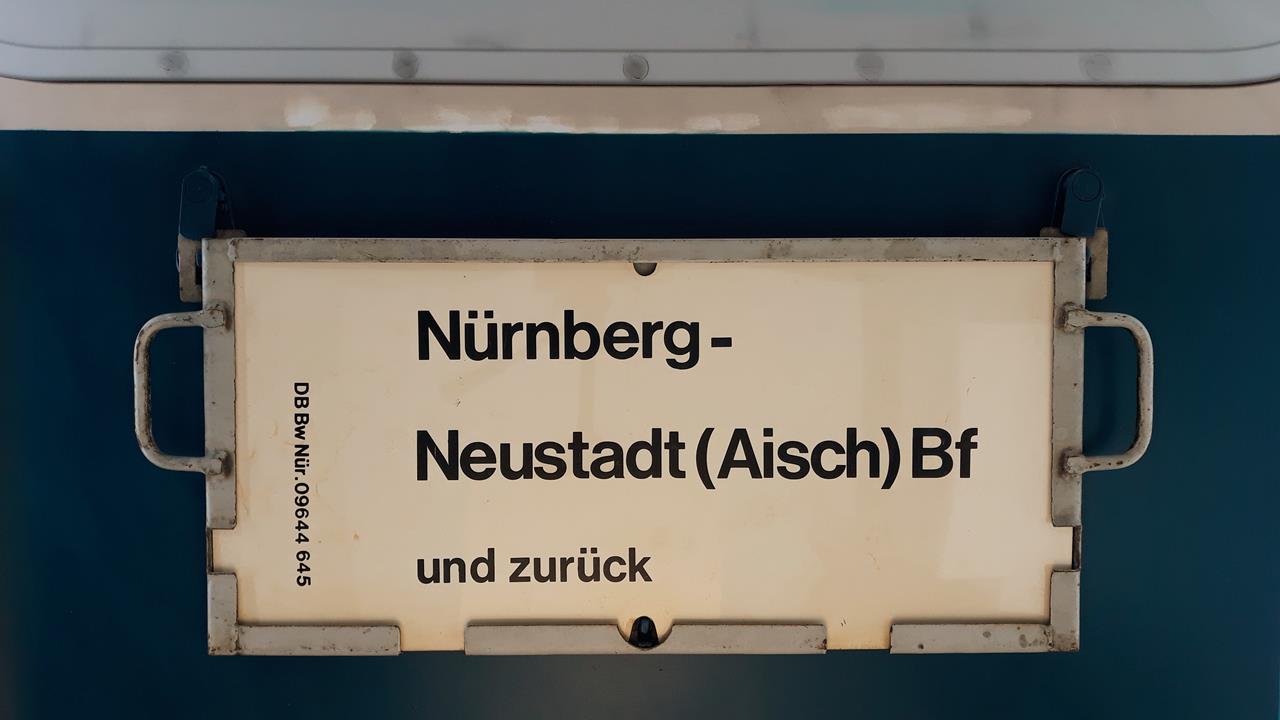 Nürnberg-
Neustadt (Aisch) Bf
und zurück
DB Bw Nür. 09644 645